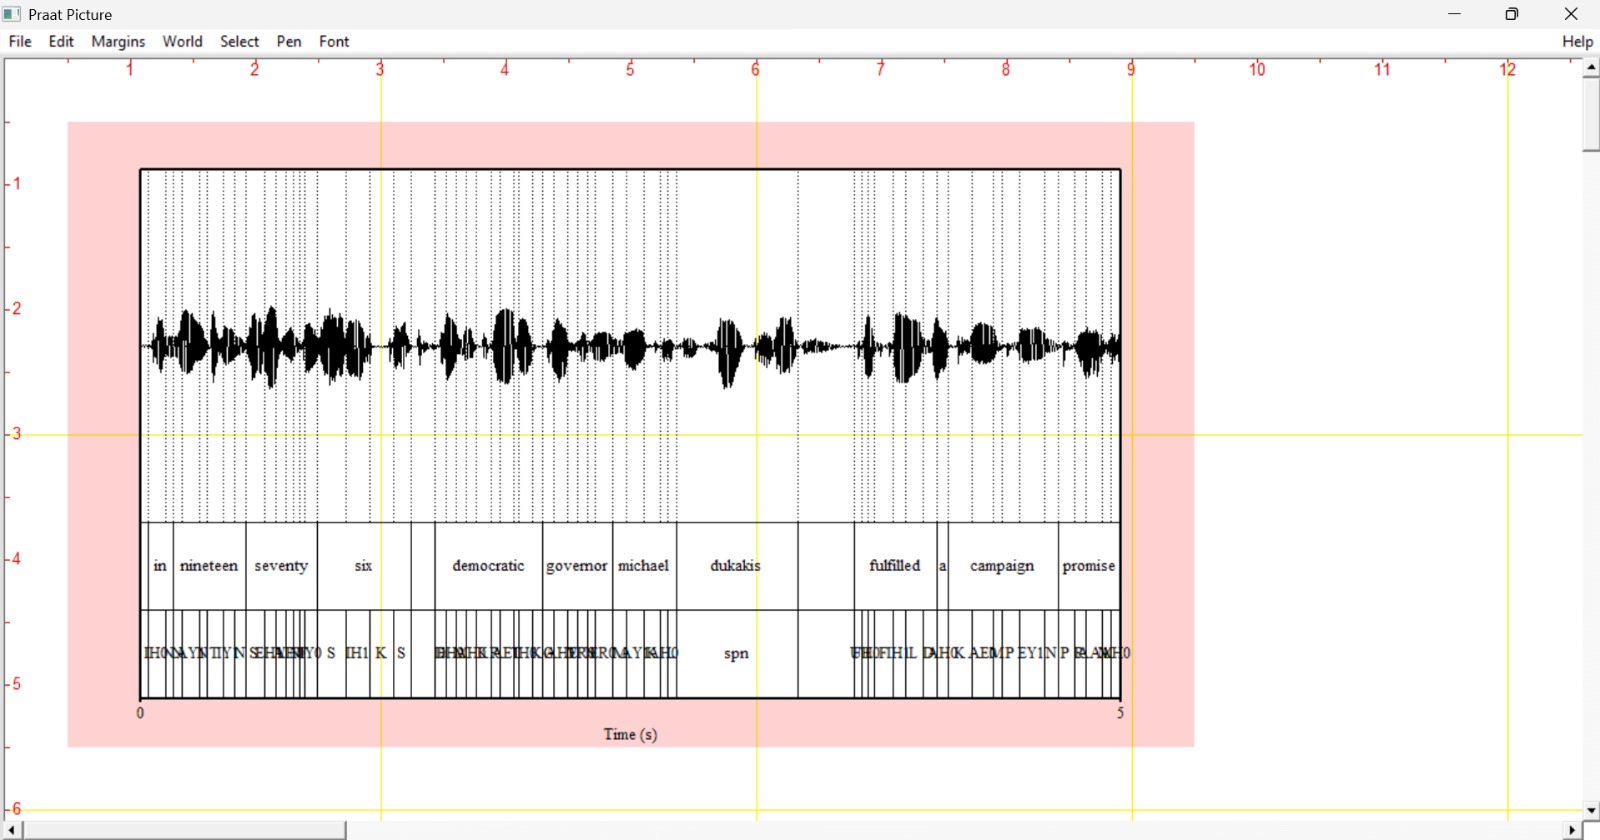 Praat Picture
File Edit Margins World Select Pen Font Help
1 2 3 4 5 6 7 8 9 10 11 12
1
2
3
4
5
6
in nineteen seventy six democratic governor michael dukakis fulfilled a campaign promise
S IH1 K S spn
0 5
Time (s)